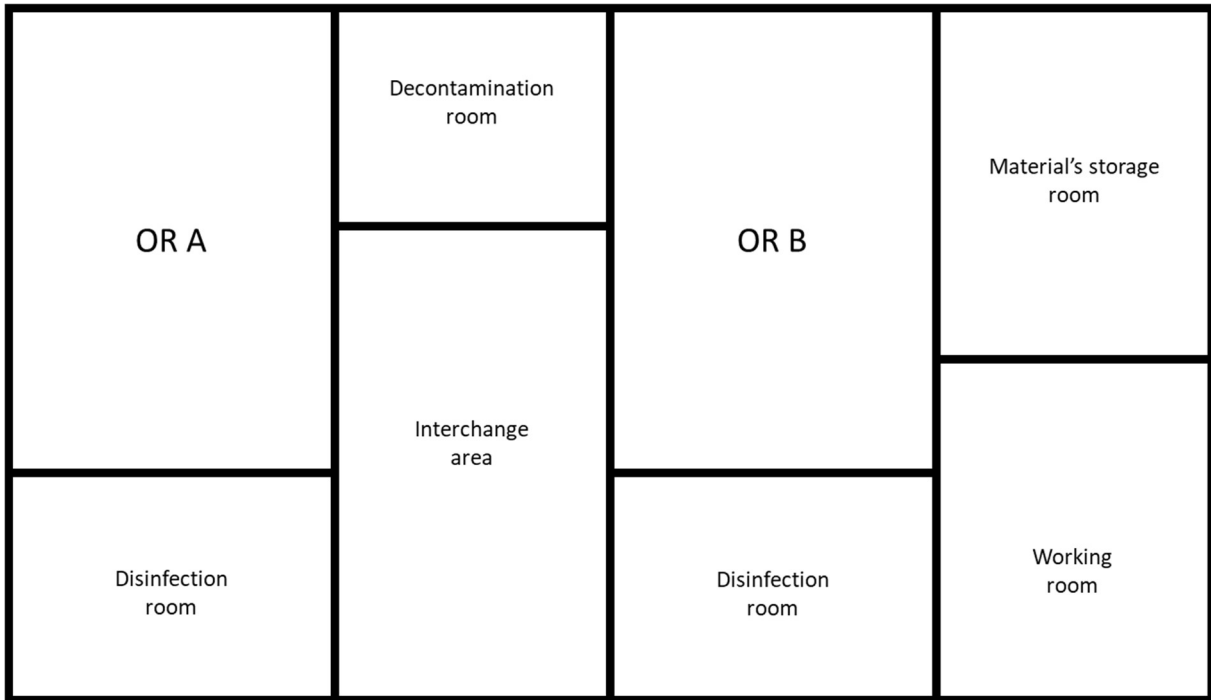 OR A
Decontamination
room
OR B
Material’s storage
room
Interchange
area
Disinfection
room
Disinfection
room
Working
room